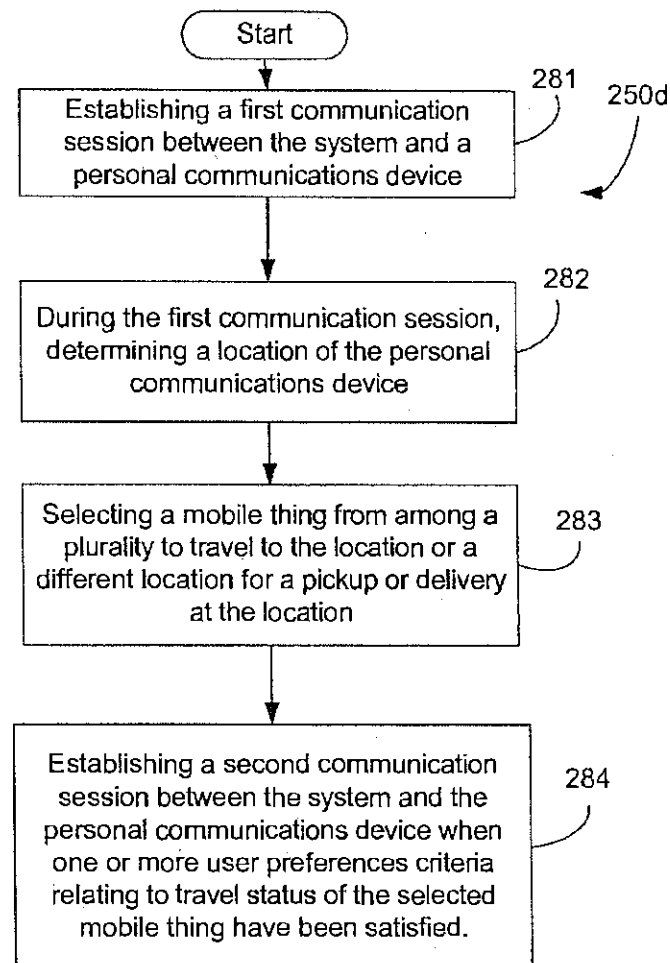 Start
281
250d
Establishing a first communication
session between the system and a
personal communications device
282
During the first communication session,
determining a location of the personal
communications device
283
Selecting a mobile thing from among a
plurality to travel to the location or a
different location for a pickup or delivery
at the location
284
Establishing a second communication
session between the system and the
personal communications device when
one or more user preferences criteria
relating to travel status of the selected
mobile thing have been satisfied.